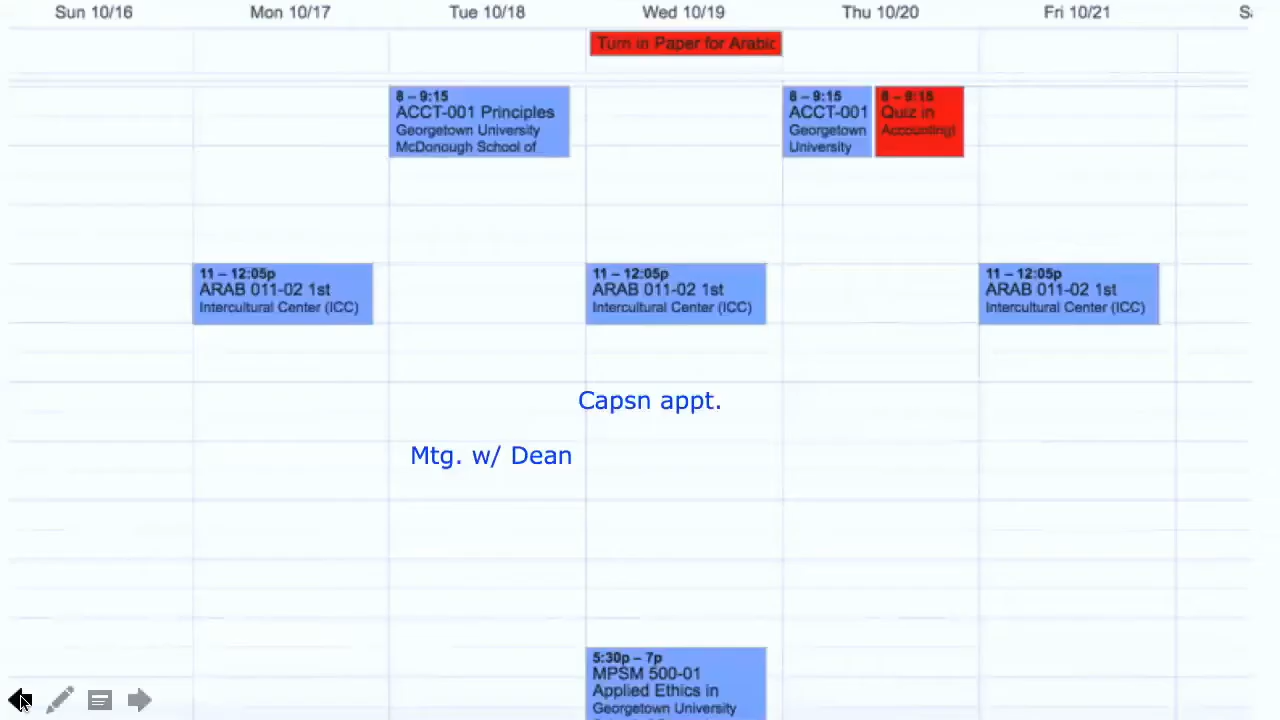 Sun 10/16
Mon 10/17
Tue 10/18
Wed 10/19
Thu 10/20
Fri 10/21
Turn in Paper for Arabic
8 – 9:15
ACCT-001 Principles
Georgetown University
McDonough School of
8 – 9:15
ACCT-001
Georgetown
University
8 – 9:15
Quiz in
Accounting!
11 – 12:05p
ARAB 011-02 1st
Intercultural Center (ICC)
11 – 12:05p
ARAB 011-02 1st
Intercultural Center (ICC)
11 – 12:05p
ARAB 011-02 1st
Intercultural Center (ICC)
Capsn appt.
Mtg. w/ Dean
5:30p – 7p
MPSM 500-01
Applied Ethics in
Georgetown University